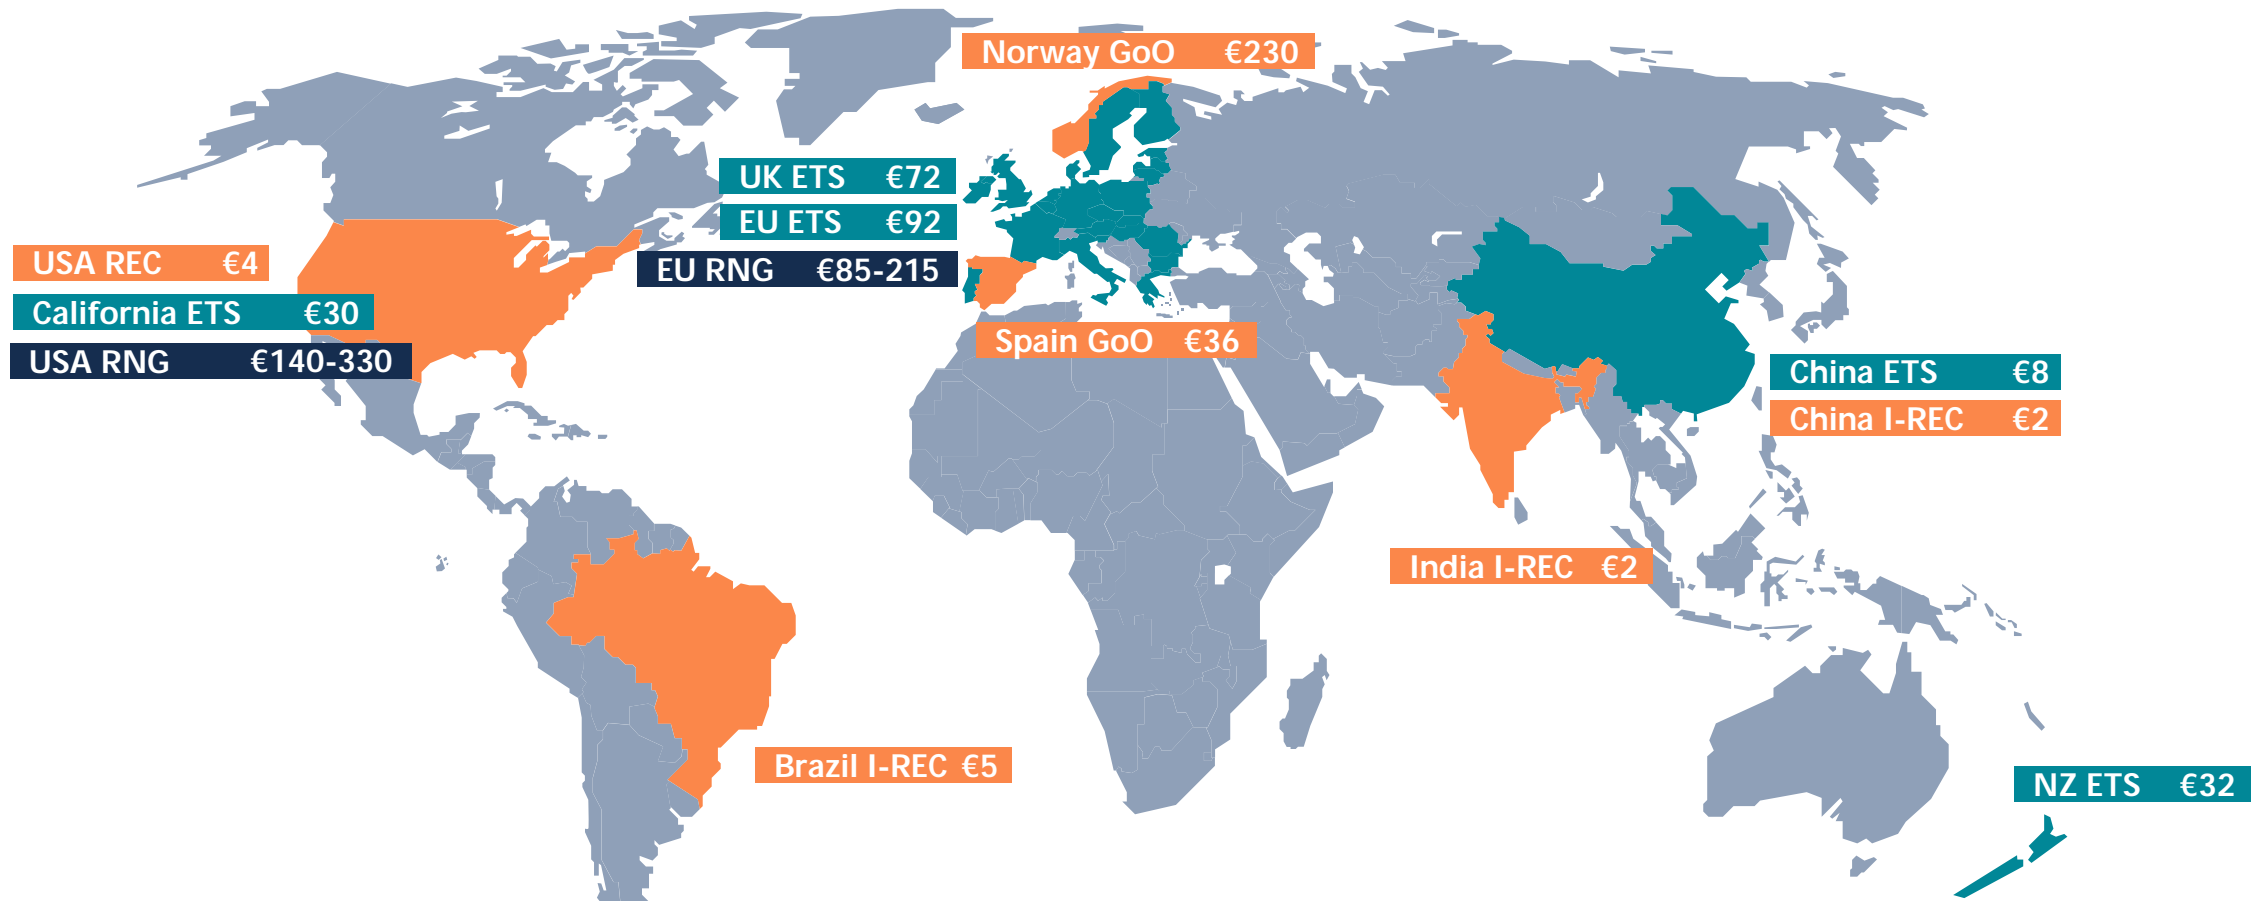 Norway GoO €230
UK ETS €72
EU ETS €92
EU RNG €85-215
USA REC €4
California ETS €30
USA RNG €140-330
Spain GoO €36
China ETS €8
China I-REC €2
India I-REC €2
Brazil I-REC €5
NZ ETS €32